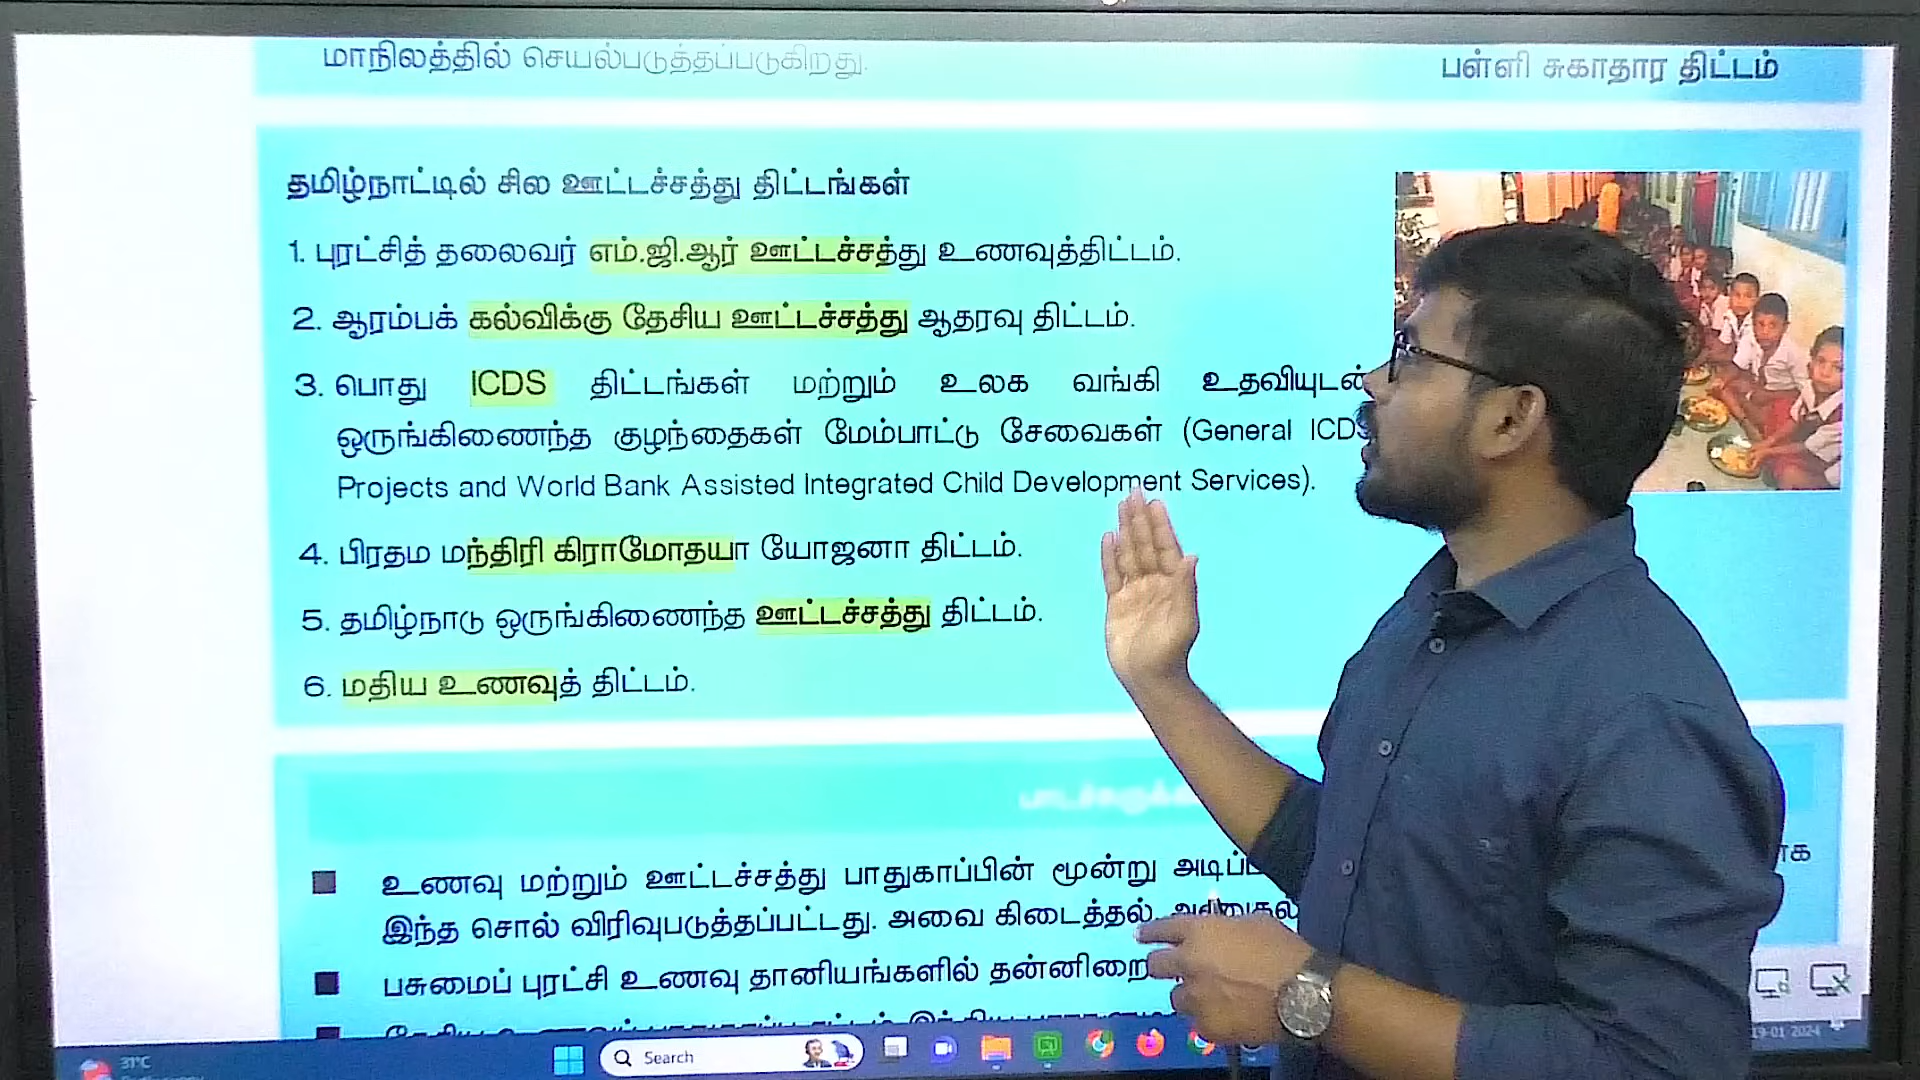 மாநிலத்தில் செயல்படுத்தப்படுகிறது.
பள்ளி சுகாதார திட்டம்
தமிழ்நாட்டில் சில ஊட்டச்சத்து திட்டங்கள்
1. புரட்சித் தலைவர் எம்.ஜி.ஆர் ஊட்டச்சத்து உணவுத்திட்டம்.
2. ஆரம்பக் கல்விக்கு தேசிய ஊட்டச்சத்து ஆதரவு திட்டம்.
3. பொது ICDS திட்டங்கள் மற்றும் உலக வங்கி உதவியுடன்
ஒருங்கிணைந்த குழந்தைகள் மேம்பாட்டு சேவைகள் (General ICDS
Projects and World Bank Assisted Integrated Child Development Services).
4. பிரதம மந்திரி கிராமோதயா யோஜனா திட்டம்.
5. தமிழ்நாடு ஒருங்கிணைந்த ஊட்டச்சத்து திட்டம்.
6. மதிய உணவுத் திட்டம்.
உணவு மற்றும் ஊட்டச்சத்து பாதுகாப்பின் மூன்று
இந்த சொல் விரிவுபடுத்தப்பட்டது. அவை கிடைத்தல்,
பசுமைப் புரட்சி உணவு தானியங்களில்
31°C
Search
19-01-2024